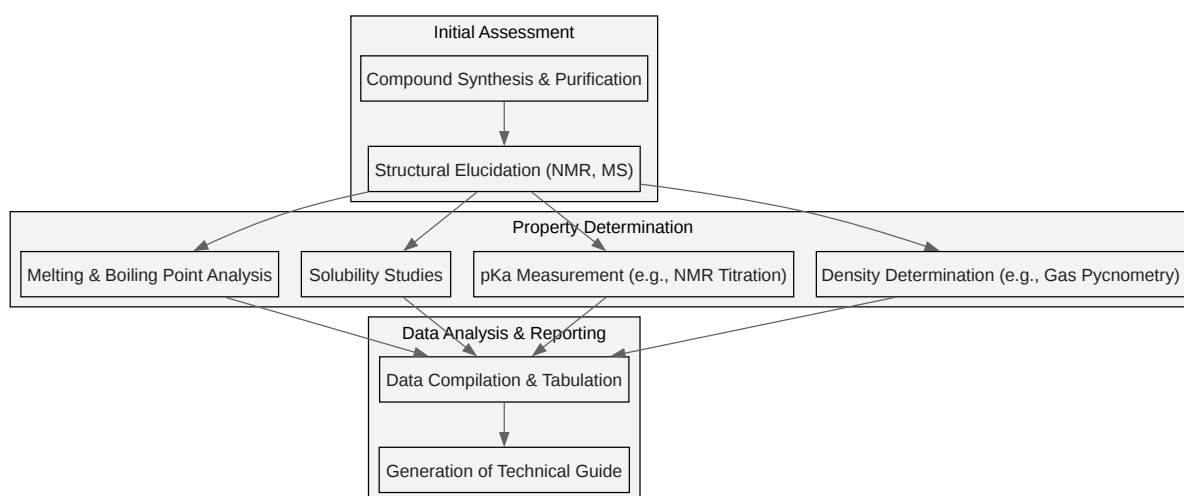 Initial Assessment
Compound Synthesis & Purification
Structural Elucidation (NMR, MS)
Property Determination
Melting & Boiling Point Analysis
Solubility Studies
pKa Measurement (e.g., NMR Titration)
Density Determination (e.g., Gas Pycnometry)
Data Analysis & Reporting
Data Compilation & Tabulation
Generation of Technical Guide